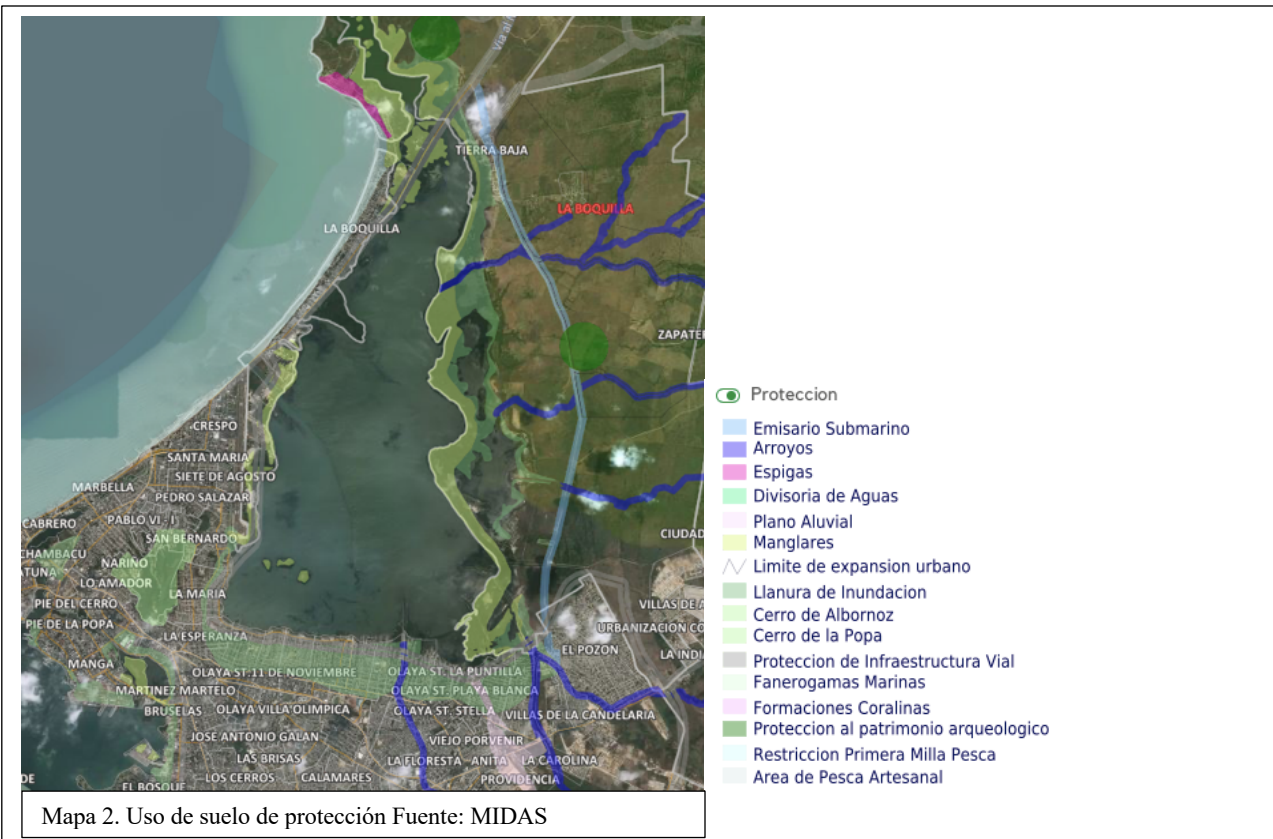 Via al
TIERRA BAJA
LA BOQUILLA
LA BOQUILLA
ZAPATE
CRESPO
SANTA MARIA
SIETE DE AGOSTO
MARBELLA
PEDRO SALAZAR
CABRERO
PABLO VI - I
SAN BERNARDO
CIUDAD
CHAMBACU
NARIÑO
ATUNA
LO AMADOR
LA MARIA
PIE DEL CERRO
VILLAS DE
PIE DE LA POPA
URBANIZACION CO
LA ESPERANZA
EL POZON
LA INDI
MANGA
OLAYA ST.11 DE NOVIEMBRE
OLAYA ST. LA PUNTILLA
MARTINEZ MARTELO
OLAYA ST. PLAYA BLANCA
BRUSELAS
OLAYA VILLA OLIMPICA
OLAYA ST. STELLA
VILLAS DE LA CANDELARIA
JOSE ANTONIO GALAN
VIEJO PORVENIR
LAS BRISAS
LA FLORESTA
ANITA
LA CAROLINA
DE
LOS CERROS
CALAMARES
PROVIDENCIA
EL BOSQUE
Mapa 2. Uso de suelo de protección Fuente: MIDAS
Proteccion
Emisario Submarino
Arroyos
Espigas
Divisoria de Aguas
Plano Aluvial
Manglares
Limite de expansion urbano
Llanura de Inundacion
Cerro de Albornoz
Cerro de la Popa
Proteccion de Infraestructura Vial
Fanerogamas Marinas
Formaciones Coralinas
Proteccion al patrimonio arqueologico
Restriccion Primera Milla Pesca
Area de Pesca Artesanal